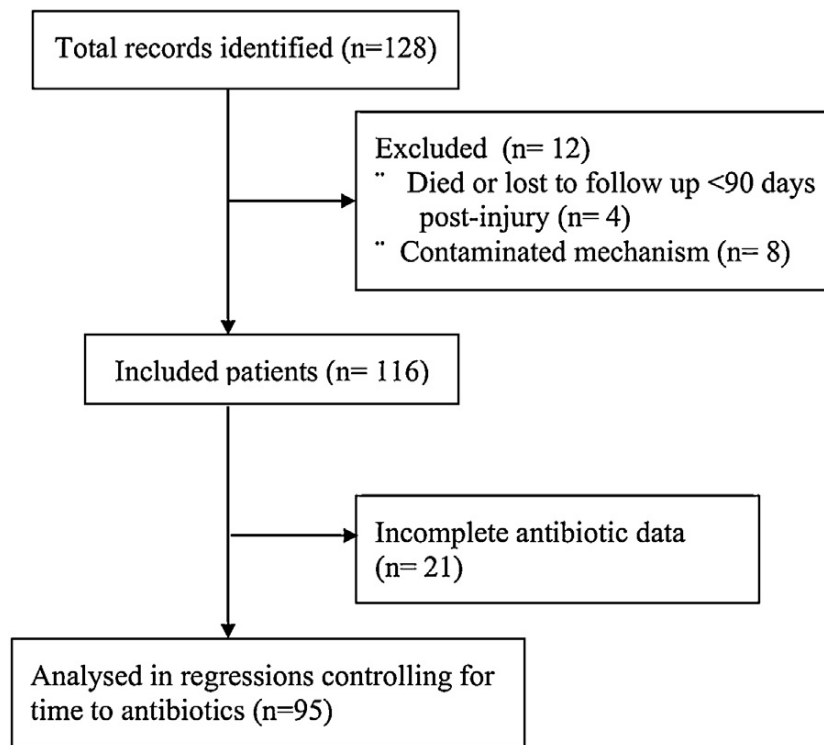 Total records identified (n=128)
Excluded (n= 12)
¨ Died or lost to follow up <90 days
post-injury (n= 4)
¨ Contaminated mechanism (n= 8)
Included patients (n= 116)
Incomplete antibiotic data
(n= 21)
Analysed in regressions controlling for
time to antibiotics (n=95)